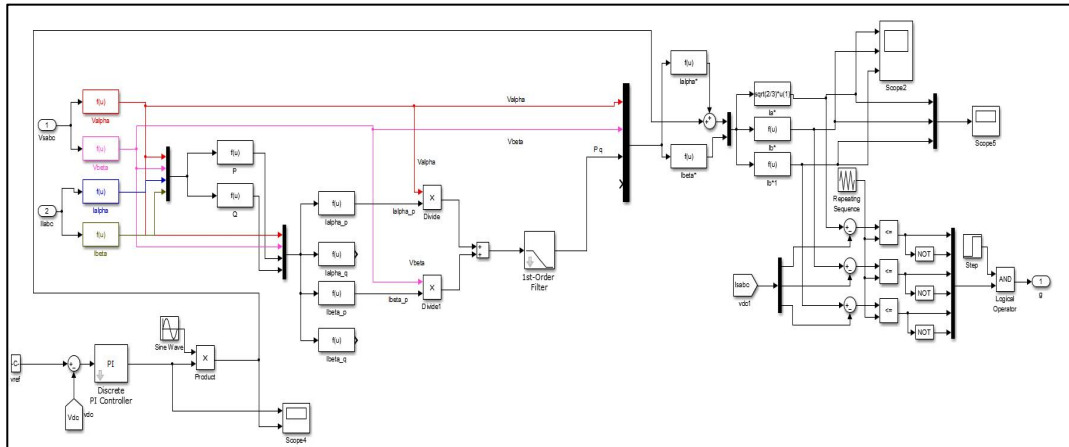 f(u)
Valpha
1
Vsabc
f(u)
Vbeta
f(u)
Ialpha
2
Ilabc
f(u)
Ibeta
f(u)
P
f(u)
Q
f(u)
Ialpha_p
f(u)
Ialpha_q
f(u)
Ibeta_p
f(u)
Ibeta_q
Valpha
Vbeta
Valpha
Ialpha_p
X
Divide
Vbeta
Ibeta_p
X
Divide1
+
+
1st-Order
Filter
P q
f(u)
Ialpha*
f(u)
Ibeta*
+
+
sqrt(2/3)*u(1)
Ia*
f(u)
Ib*
f(u)
Ib*1
Scope2
Scope5
Repeating
Sequence
Isabc
vdc1
<=
NOT
<=
NOT
<=
NOT
Step
AND
Logical
Operator
1
g
-C-
vref
Vdc
vdc
PI
Discrete
PI Controller
Sine Wave
X
Product
Scope4